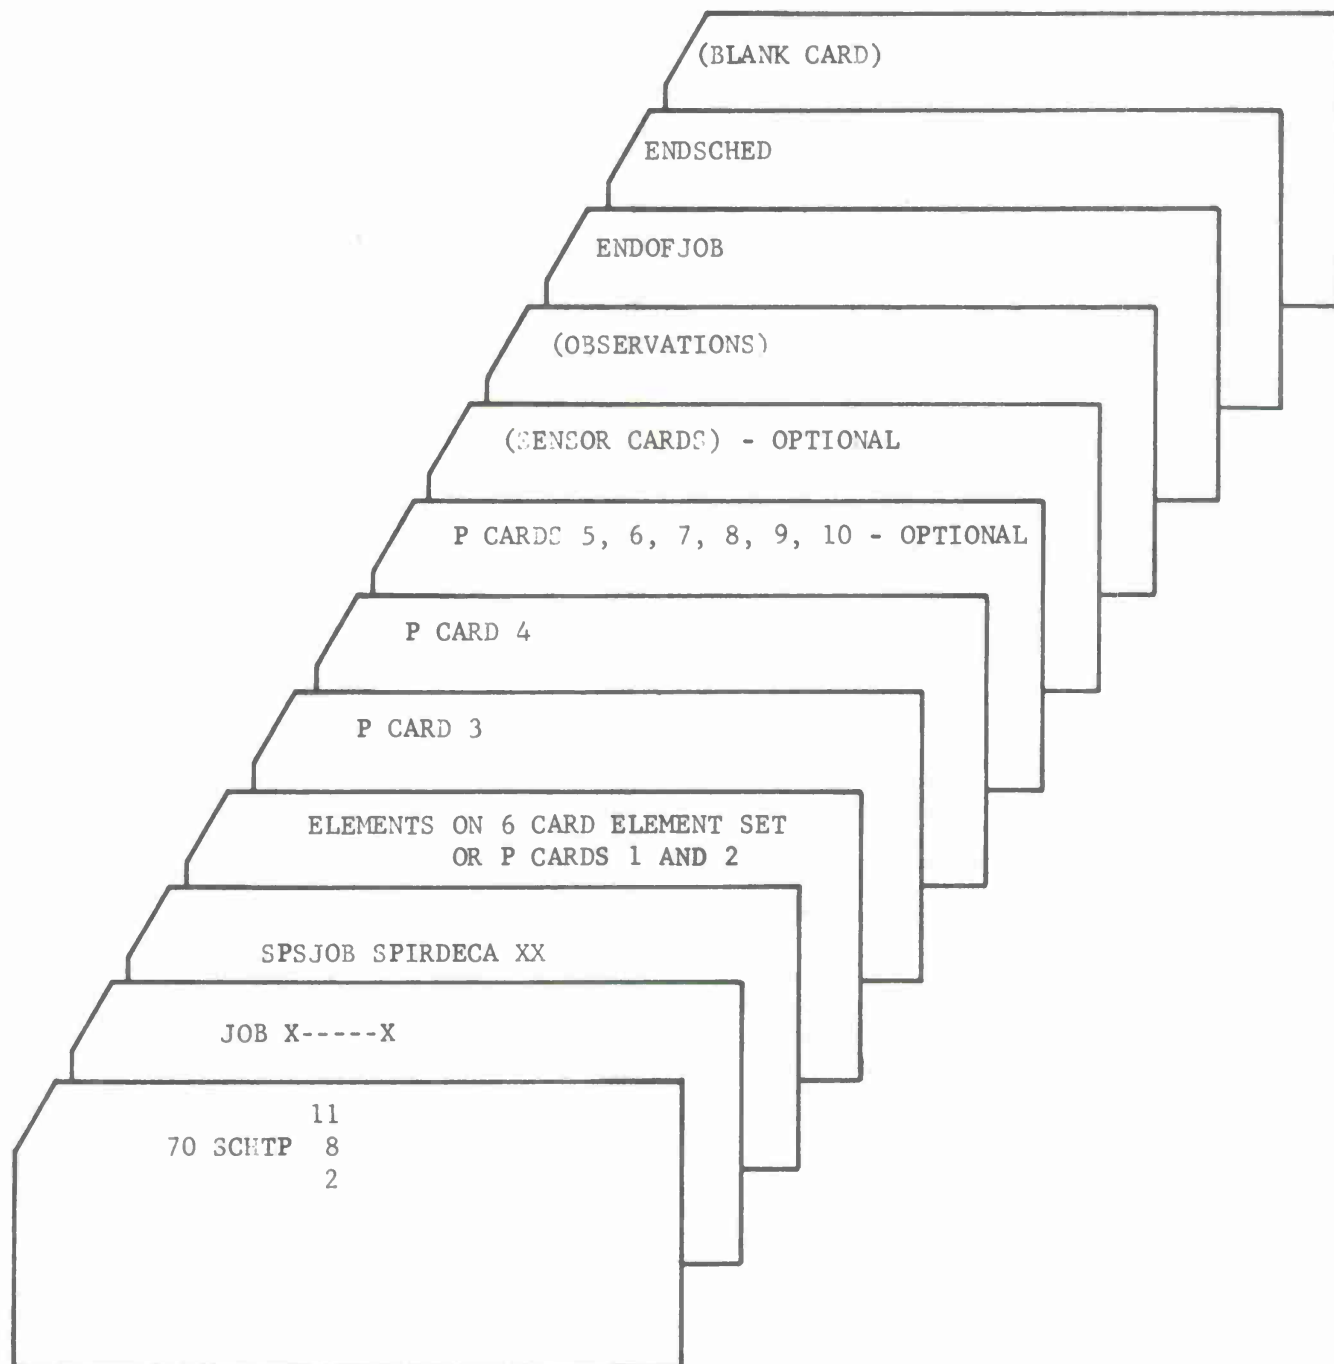 (BLANK CARD)
ENDSCHED
ENDOFJOB
(OBSERVATIONS)
(SENSOR CARDS) - OPTIONAL
P CARDS 5, 6, 7, 8, 9, 10 - OPTIONAL
P CARD 4
P CARD 3
ELEMENTS ON 6 CARD ELEMENT SET
OR P CARDS 1 AND 2
SPSJOB SPIRDECA XX
JOB X-----X
11
70 SCHTP 8
2